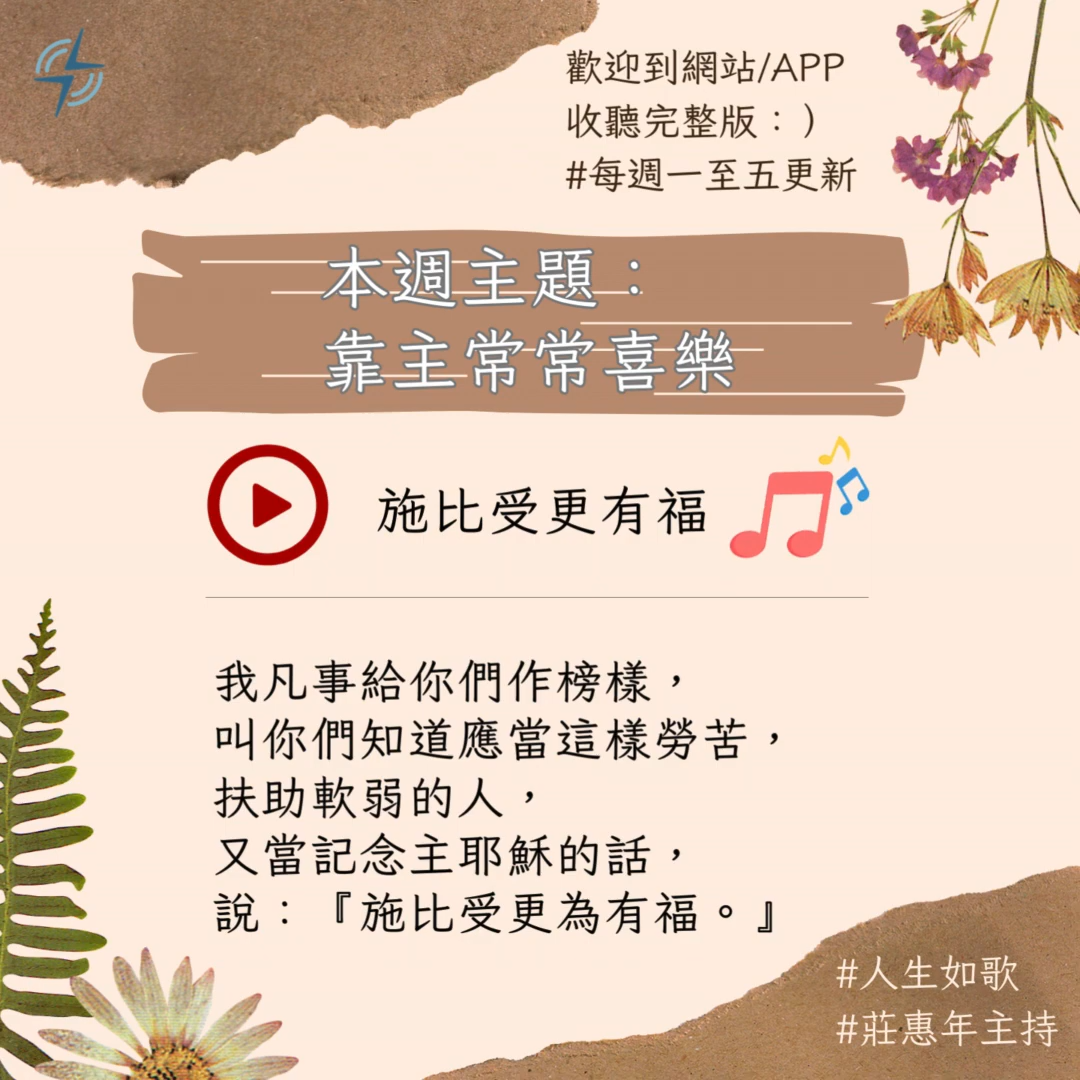 歡迎到網站/APP
收聽完整版：）
#每週一至五更新
本週主題：
靠主常常喜樂
施比受更有福
我凡事給你們作榜樣，
叫你們知道應當這樣勞苦，
扶助軟弱的人，
又當記念主耶穌的話，
說：『施比受更為有福。』
#人生如歌
#莊惠年主持